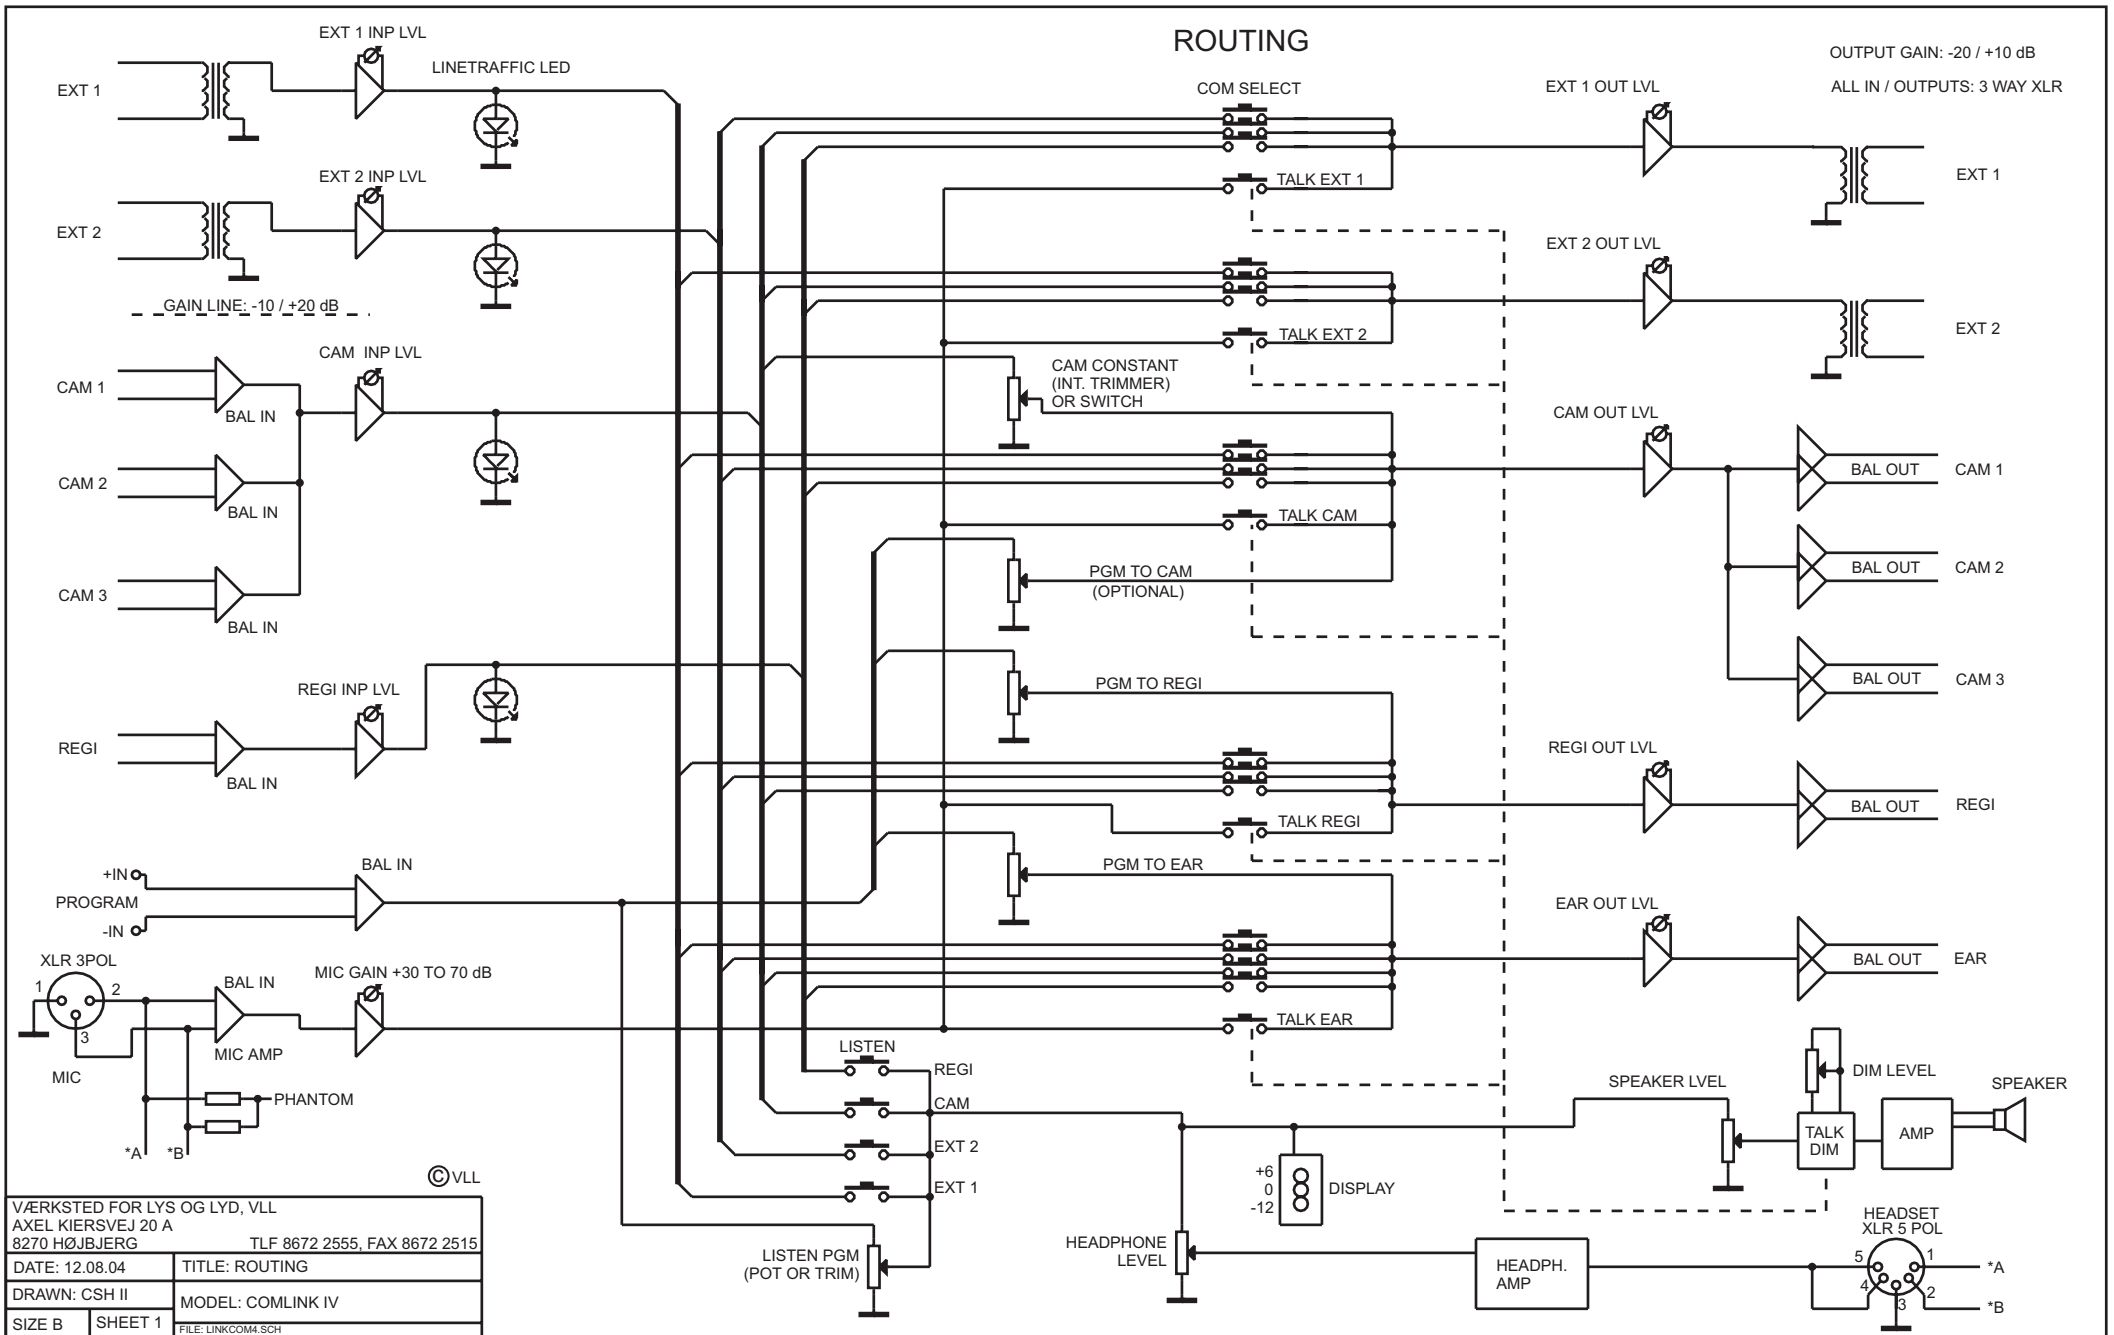 ROUTING
OUTPUT GAIN: -20 / +10 dB
ALL IN / OUTPUTS: 3 WAY XLR
EXT 1 INP LVL
LINETRAFFIC LED
EXT 1
COM SELECT
EXT 1 OUT LVL
EXT 1
TALK EXT 1
EXT 2 INP LVL
EXT 2
EXT 2 OUT LVL
EXT 2
TALK EXT 2
GAIN LINE: -10 / +20 dB
CAM INP LVL
CAM 1
BAL IN
CAM 2
BAL IN
CAM 3
BAL IN
CAM CONSTANT
(INT. TRIMMER)
OR SWITCH
CAM OUT LVL
BAL OUT
CAM 1
TALK CAM
BAL OUT
CAM 2
PGM TO CAM
(OPTIONAL)
BAL OUT
CAM 3
REGI INP LVL
REGI
BAL IN
PGM TO REGI
REGI OUT LVL
BAL OUT
REGI
TALK REGI
+IN
PROGRAM
-IN
BAL IN
PGM TO EAR
EAR OUT LVL
BAL OUT
EAR
TALK EAR
XLR 3POL
1
2
3
MIC
BAL IN
MIC AMP
MIC GAIN +30 TO 70 dB
PHANTOM
*A
*B
LISTEN
REGI
CAM
EXT 2
EXT 1
LISTEN PGM
(POT OR TRIM)
+6
0
-12
DISPLAY
HEADPHONE
LEVEL
SPEAKER LVEL
DIM LEVEL
TALK
DIM
AMP
SPEAKER
HEADPH.
AMP
HEADSET
XLR 5 POL
5
1
4
2
3
*A
*B
© VLL
VÆRKSTED FOR LYS OG LYD, VLL
AXEL KIERSVEJ 20 A
8270 HØJBJERG TLF 8672 2555, FAX 8672 2515
DATE: 12.08.04
TITLE: ROUTING
DRAWN: CSH II
MODEL: COMLINK IV
SIZE B
SHEET 1
FILE: LINKCOM4.SCH